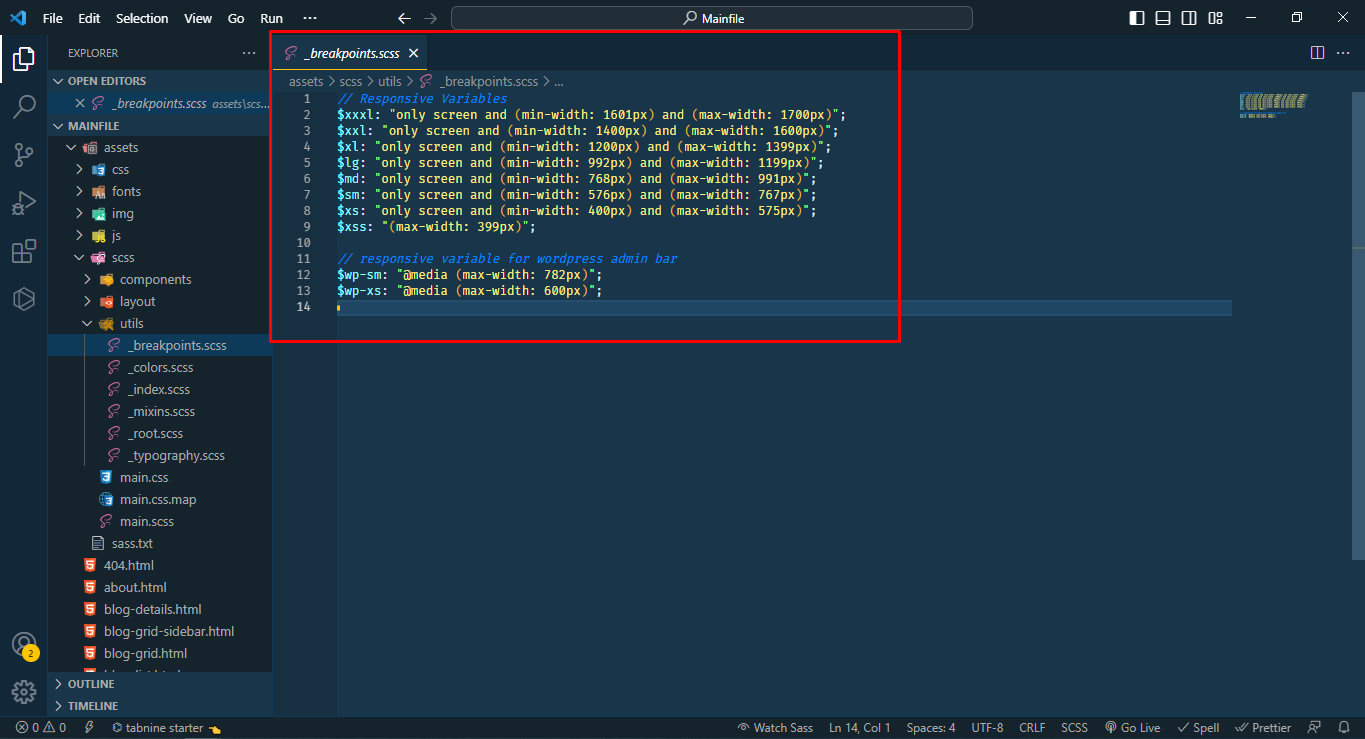 File Edit Selection View Go Run ···
Mainfile
EXPLORER
_breakpoints.scss
OPEN EDITORS
_breakpoints.scss assets\scs...
MAINFILE
assets
css
fonts
img
js
scss
components
layout
utils
_breakpoints.scss
_colors.scss
_index.scss
_mixins.scss
_root.scss
_typography.scss
main.css
main.css.map
main.scss
sass.txt
404.html
about.html
blog-details.html
blog-grid-sidebar.html
blog-grid.html
OUTLINE
TIMELINE
assets > scss > utils > _breakpoints.scss > ...
1 // Responsive Variables
2 $xxxl: "only screen and (min-width: 1601px) and (max-width: 1700px)";
3 $xxl: "only screen and (min-width: 1400px) and (max-width: 1600px)";
4 $xl: "only screen and (min-width: 1200px) and (max-width: 1399px)";
5 $lg: "only screen and (min-width: 992px) and (max-width: 1199px)";
6 $md: "only screen and (min-width: 768px) and (max-width: 991px)";
7 $sm: "only screen and (min-width: 576px) and (max-width: 767px)";
8 $xs: "only screen and (min-width: 400px) and (max-width: 575px)";
9 $xss: "(max-width: 399px)";
10
11 // responsive variable for wordpress admin bar
12 $wp-sm: "@media (max-width: 782px)";
13 $wp-xs: "@media (max-width: 600px)";
14
2
0 0 tabnine starter Watch Sass Ln 14, Col 1 Spaces: 4 UTF-8 CRLF SCSS Go Live Spell Prettier